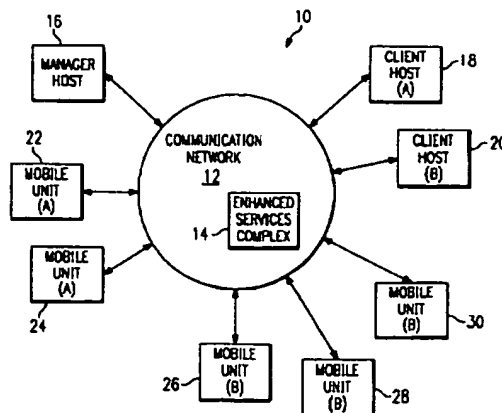 10
16
MANAGER
HOST
CLIENT
HOST
(A)
18
COMMUNICATION
NETWORK
12
CLIENT
HOST
(B)
20
22
MOBILE
UNIT
(A)
14
ENHANCED
SERVICES
COMPLEX
MOBILE
UNIT
(A)
24
MOBILE
UNIT
(B)
30
26
MOBILE
UNIT
(B)
MOBILE
UNIT
(B)
28